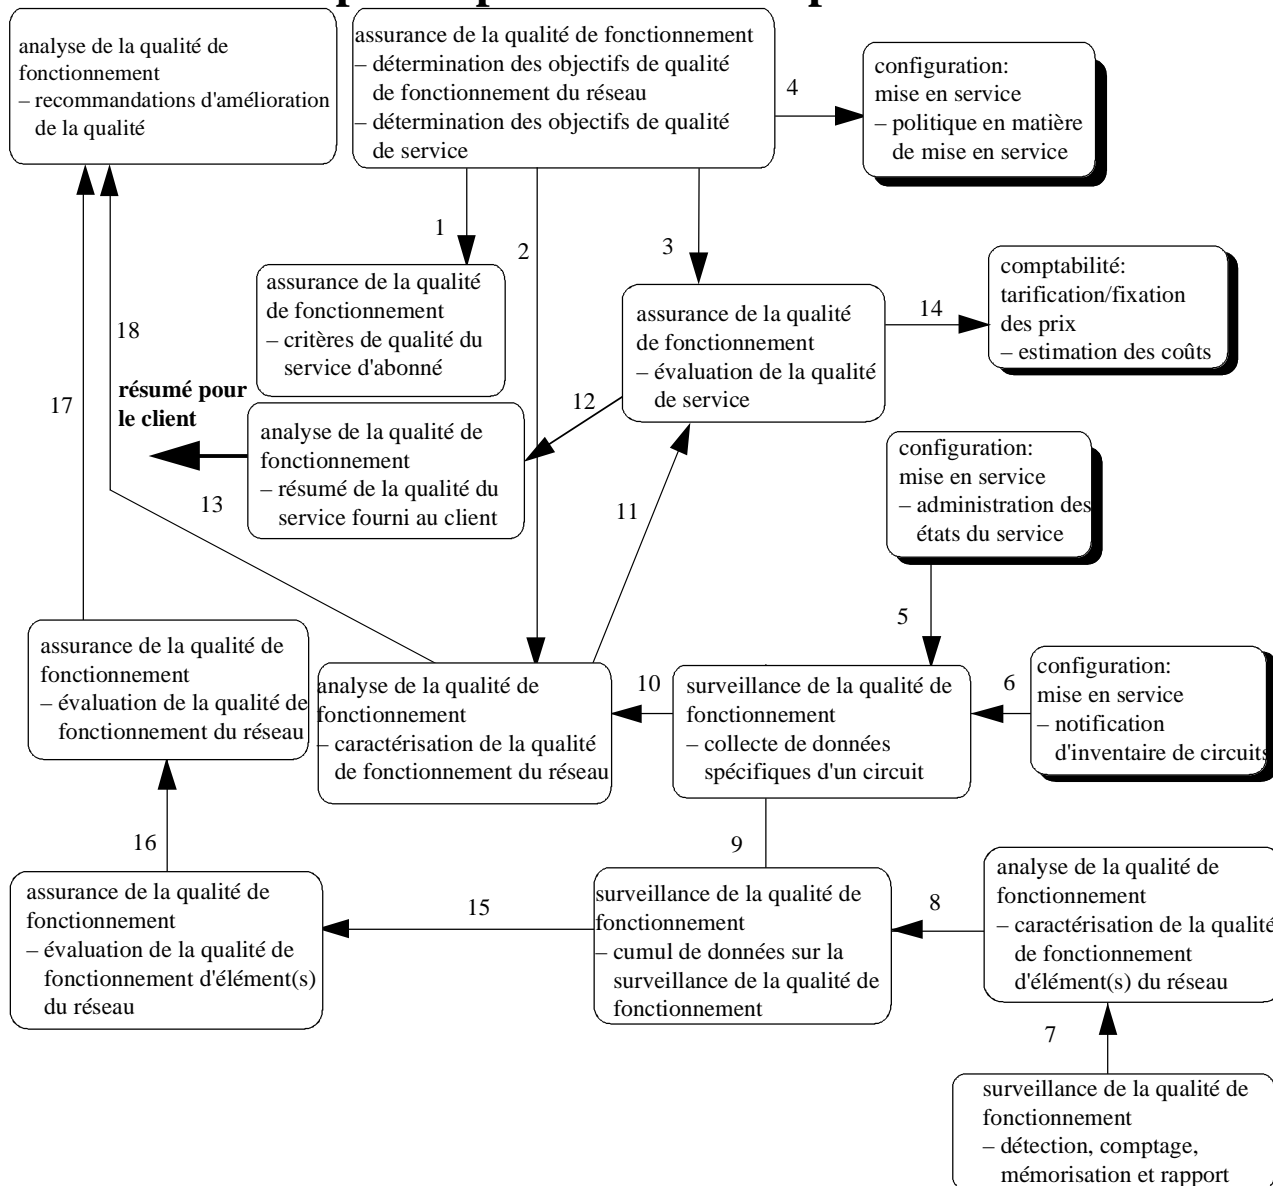 analyse de la qualité de
fonctionnement
– recommandations d'amélioration
de la qualité
assurance de la qualité de fonctionnement
– détermination des objectifs de qualité
de fonctionnement du réseau
– détermination des objectifs de qualité
de service
4
configuration:
mise en service
– politique en matière
de mise en service
1
2
3
assurance de la qualité
de fonctionnement
– critères de qualité du
service d'abonné
assurance de la qualité
de fonctionnement
– évaluation de la qualité
de service
14
comptabilité:
tarification/fixation
des prix
– estimation des coûts
18
17
résumé pour
le client
12
analyse de la qualité de
fonctionnement
– résumé de la qualité du
service fourni au client
13
11
configuration:
mise en service
– administration des
états du service
5
assurance de la qualité de
fonctionnement
– évaluation de la qualité de
fonctionnement du réseau
analyse de la qualité de
fonctionnement
– caractérisation de la qualité
de fonctionnement du réseau
10
surveillance de la qualité de
fonctionnement
– collecte de données
spécifiques d'un circuit
6
configuration:
mise en service
– notification
d'inventaire de circuits
16
9
assurance de la qualité de
fonctionnement
– évaluation de la qualité de
fonctionnement d'élément(s)
du réseau
15
surveillance de la qualité de
fonctionnement
– cumul de données sur la
surveillance de la qualité de
fonctionnement
8
analyse de la qualité de
fonctionnement
– caractérisation de la qualité
de fonctionnement
d'élément(s) du réseau
7
surveillance de la qualité de
fonctionnement
– détection, comptage,
mémorisation et rapport